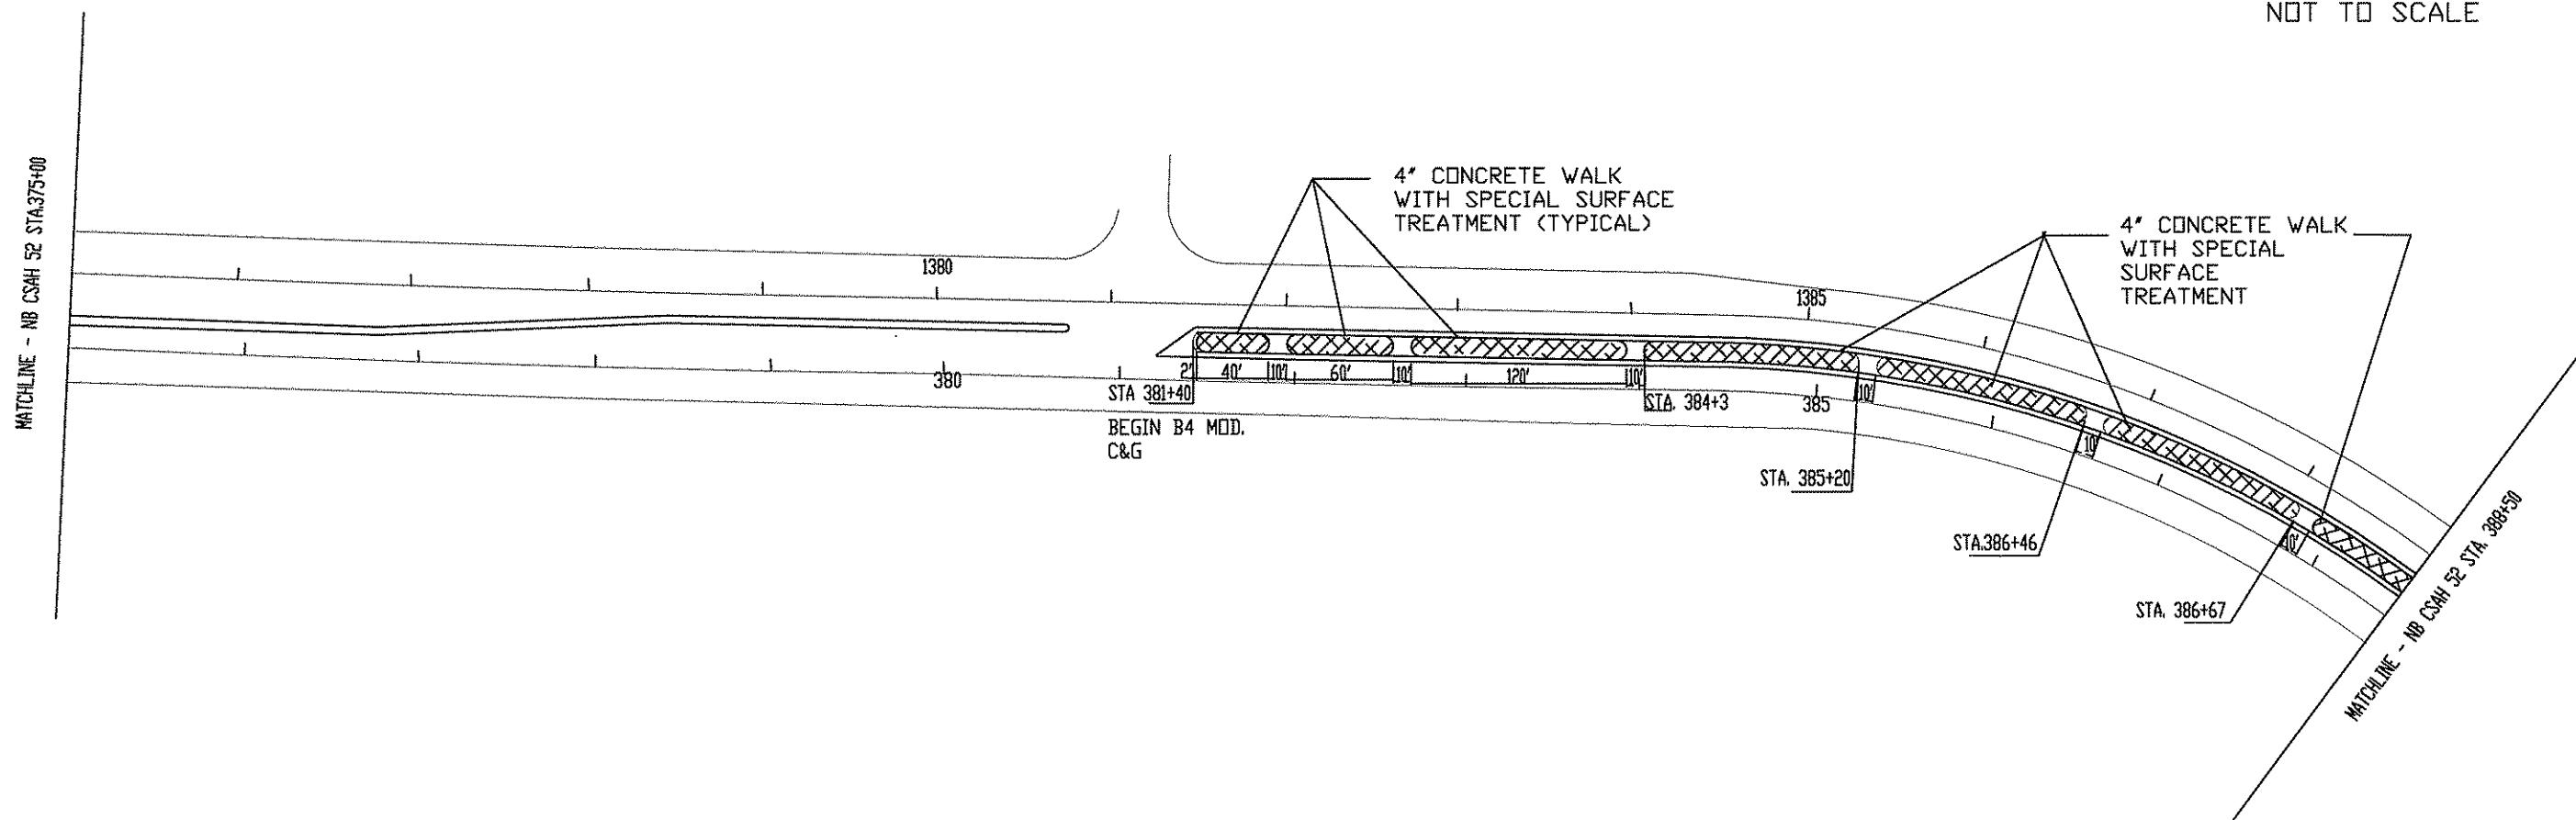 NOT TO SCALE
MATCHLINE - NB CSAH 52 STA.375+00
4" CONCRETE WALK
WITH SPECIAL SURFACE
TREATMENT (TYPICAL)
4" CONCRETE WALK
WITH SPECIAL
SURFACE
TREATMENT
1380
1385
380
2'
40'
10'
60'
10'
120'
10'
STA 381+40
BEGIN B4 MOD.
C&G
STA. 384+3
385
10'
STA. 385+20
10'
STA.386+46
10'
STA. 386+67
MATCHLINE - NB CSAH 52 STA. 388+50